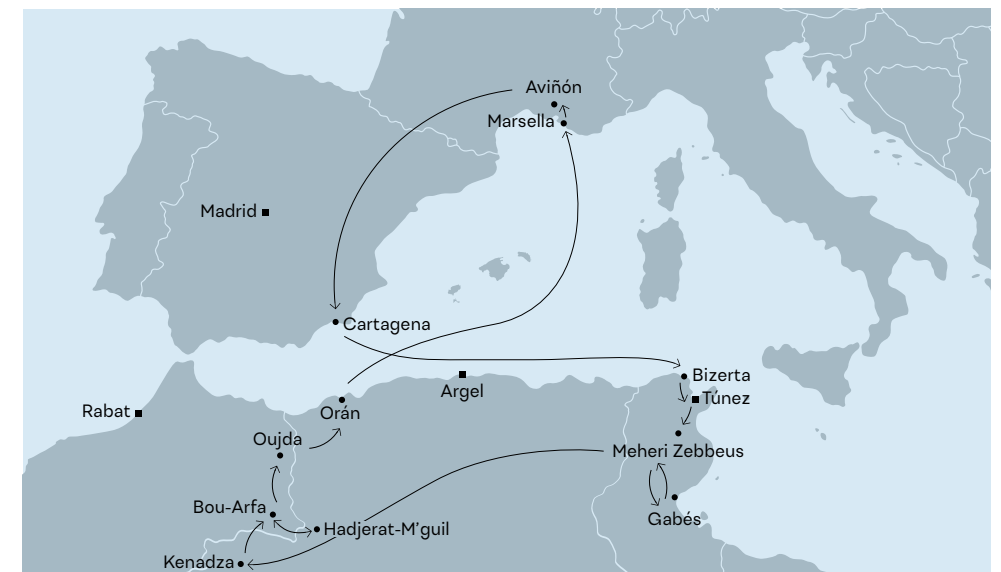 Aviñón
Marsella
Madrid
Cartagena
Bizerta
Argel
Túnez
Rabat
Orán
Oujda
Meheri Zebbeus
Bou-Arfa
Gabés
Hadjerat-M'guil
Kenadza